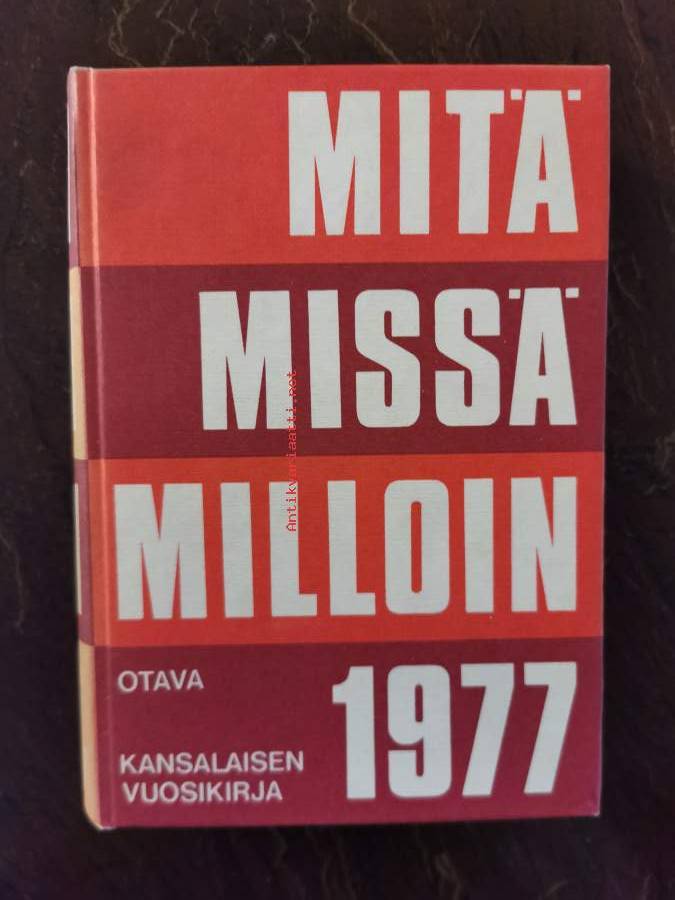 MITÄ
MISSÄ
MILLOIN
1977
OTAVA
KANSALAISEN
VUOSIKIRJA
Antikvariaatti.net